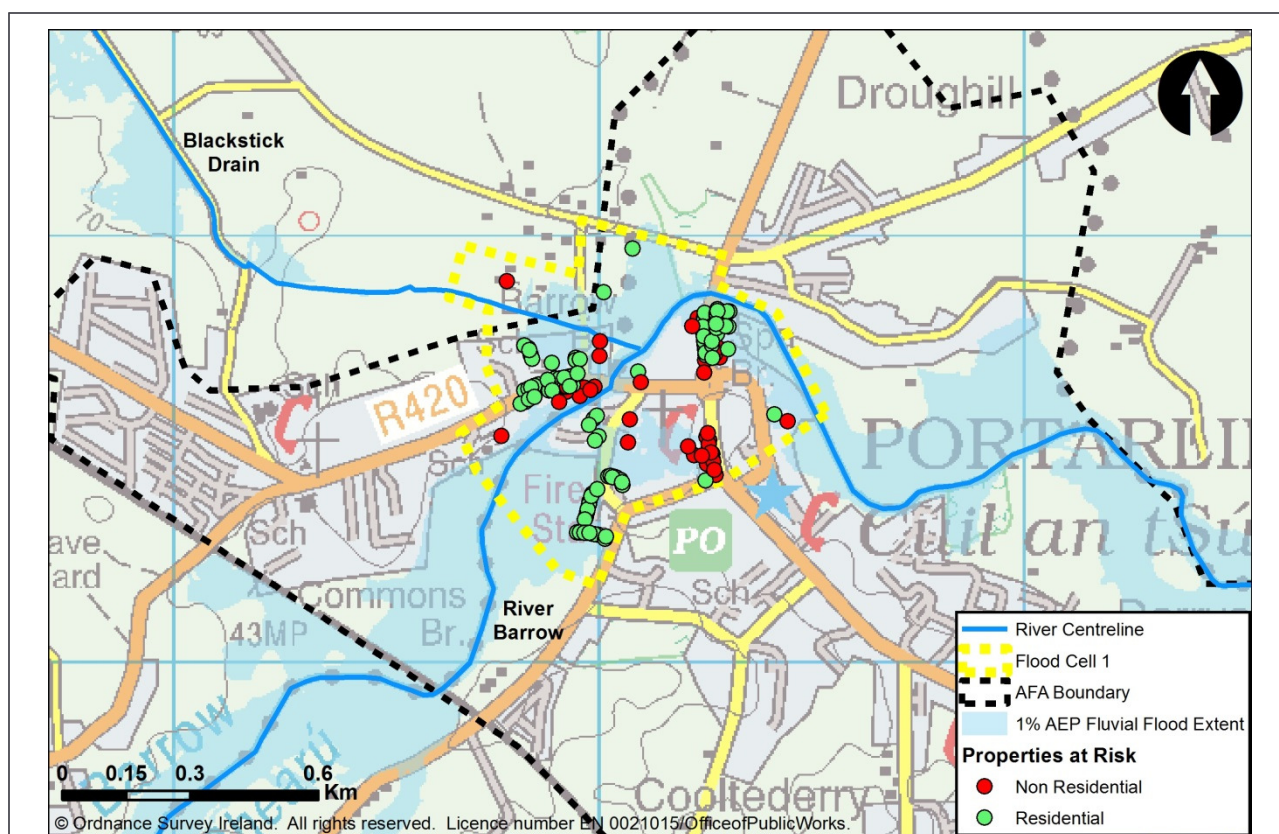 Droughill
Blackstick
Drain
70
Barrow
R420
Sch
Fire
Sta
PORTARLI
Cúil an tSú
PO
Sch
Commons
Br.
43MP
River
Barrow
Barrow
Cooltederry
River Centreline
Flood Cell 1
AFA Boundary
1% AEP Fluvial Flood Extent
Properties at Risk
Non Residential
Residential
0 0.15 0.3 0.6
Km
© Ordnance Survey Ireland. All rights reserved. Licence number EN 0021015/OfficeofPublicWorks.